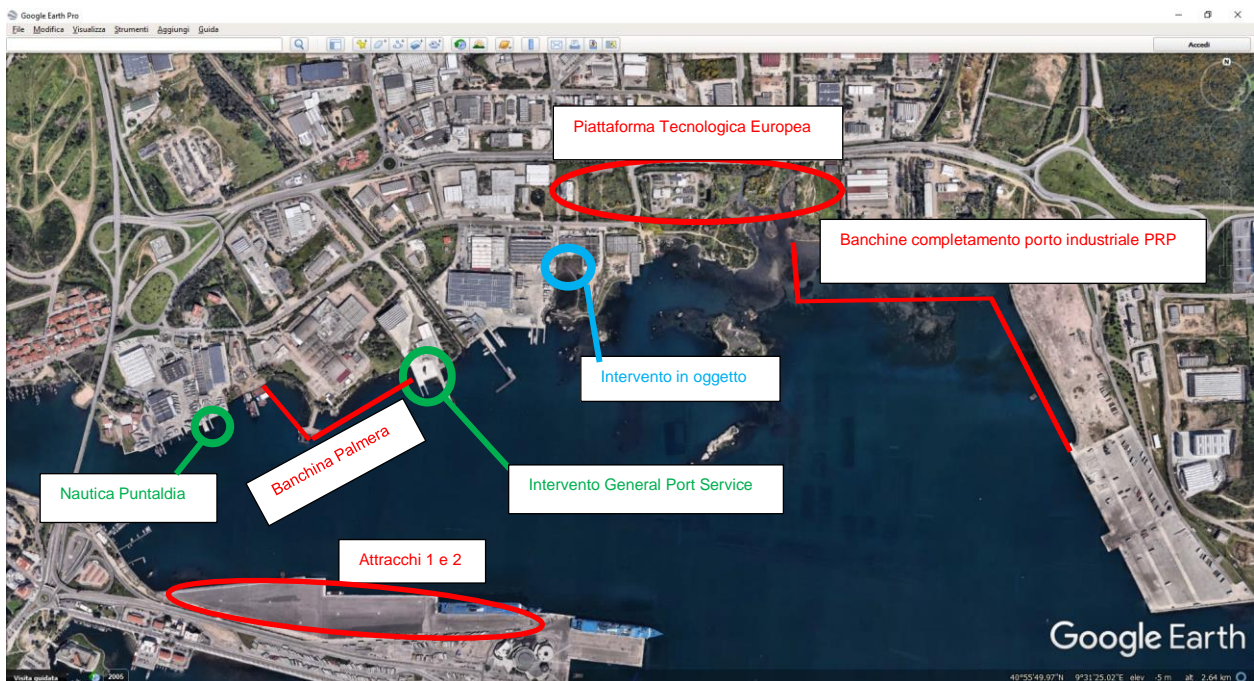 Google Earth Pro
File Modifica Visualizza Strumenti Aggiungi Guida
Accedi
N
Piattaforma Tecnologica Europea
Banchine completamento porto industriale PRP
Intervento in oggetto
Banchina Palmera
Nautica Puntaldia
Intervento General Port Service
Attracchi 1 e 2
Google Earth
Visita guidata 2005
40°55'49.97"N 9°31'25.02"E elev -5 m alt 2.64 km